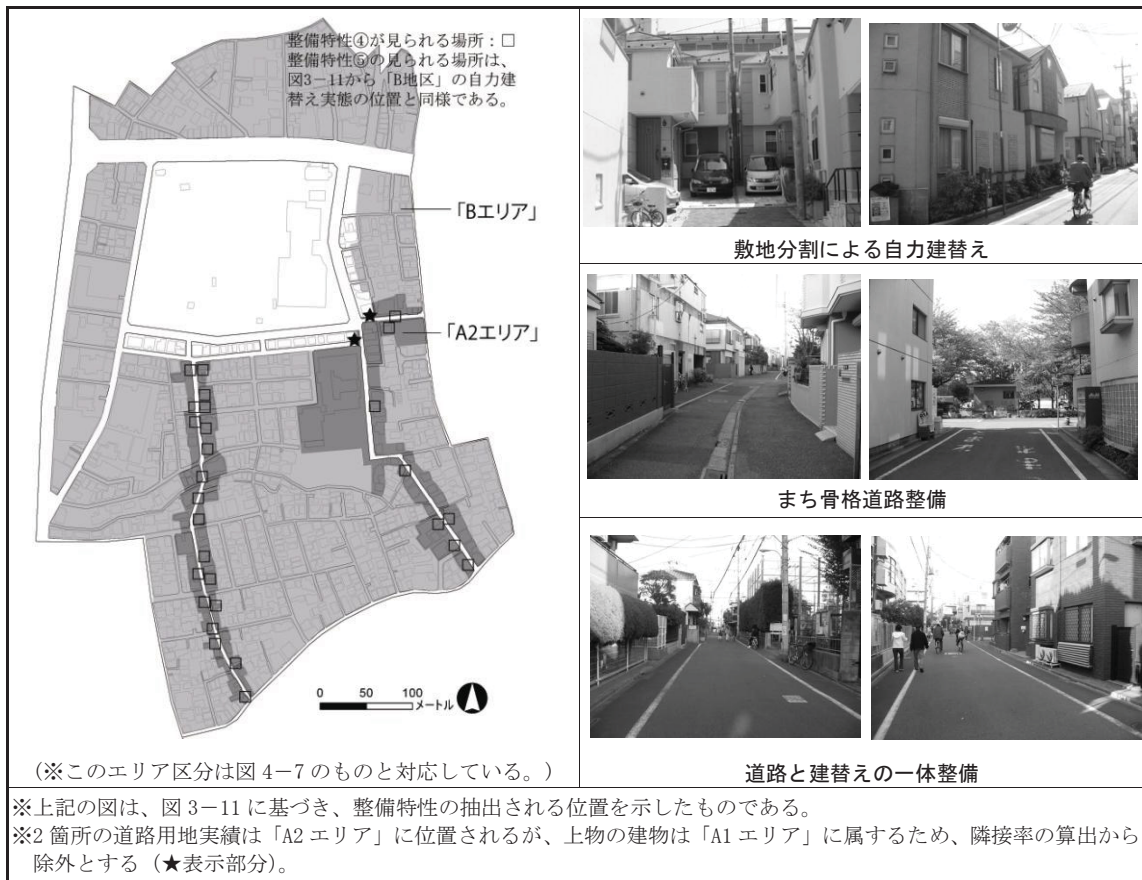 整備特性④が見られる場所：□
整備特性⑤の見られる場所は、
図3－11から「B地区」の自力建
替え実態の位置と同様である。
「Bエリア」
「A2エリア」
0 50 100
メートル
（※このエリア区分は図 4－7 のものと対応している。）
敷地分割による自力建替え
まち骨格道路整備
道路と建替えの一体整備
※上記の図は、図 3－11 に基づき、整備特性の抽出される位置を示したものである。
※2 箇所の道路用地実績は「A2 エリア」に位置されるが、上物の建物は「A1 エリア」に属するため、隣接率の算出から
除外とする（★表示部分）。